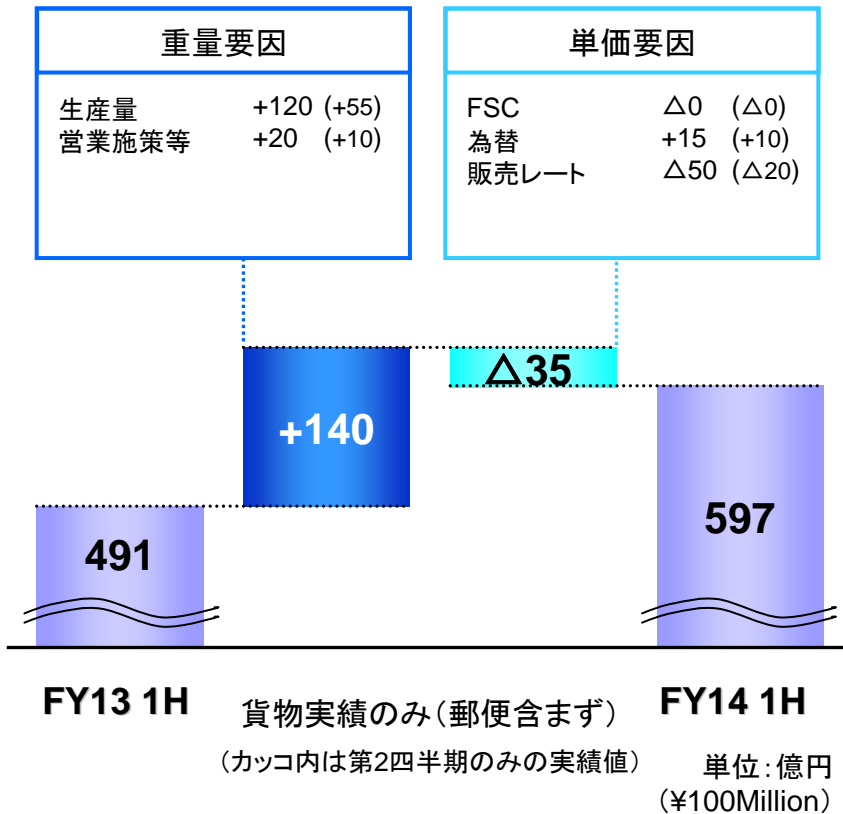 重量要因
生産量 +120 (+55)
営業施策等 +20 (+10)
単価要因
FSC △0 (△0)
為替 +15 (+10)
販売レート △50 (△20)
△35
+140
491
597
FY13 1H
貨物実績のみ（郵便含まず）
FY14 1H
（カッコ内は第2四半期のみの実績値）
単位：億円
(¥100Million)